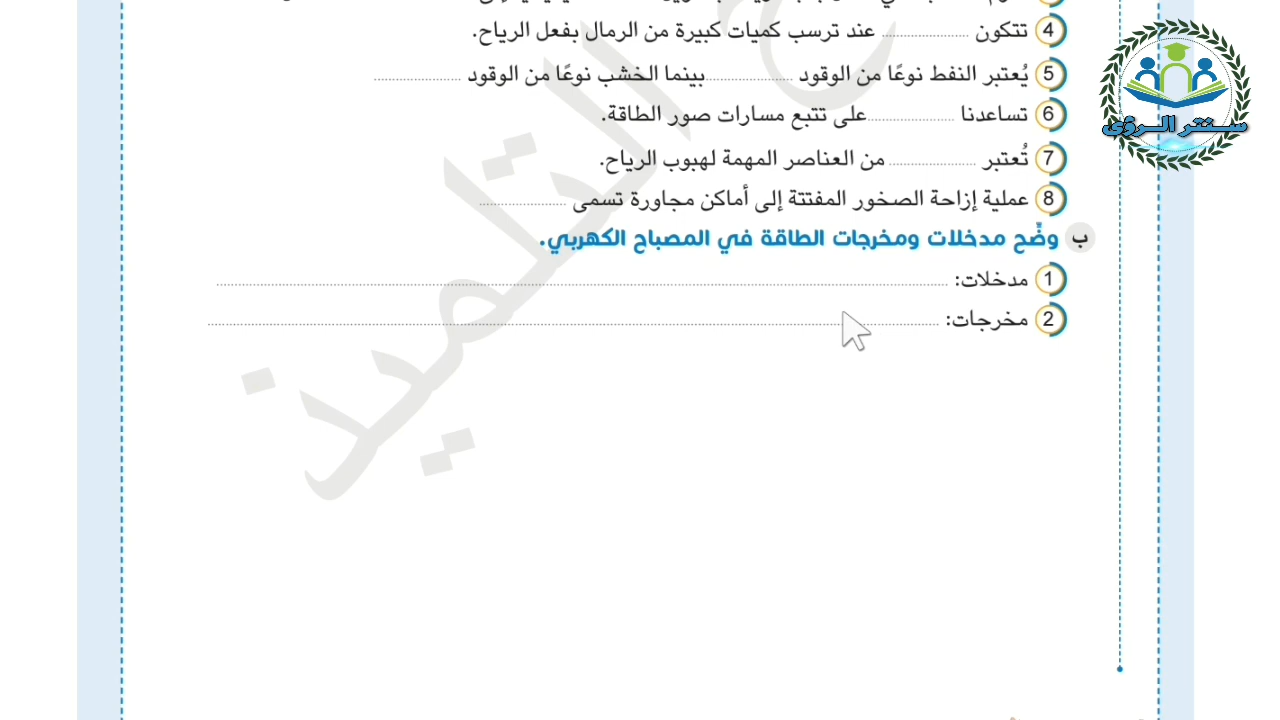 4 تتكون .................... عند ترسب كميات كبيرة من الرمال بفعل الرياح.
5 يُعتبر النفط نوعًا من الوقود .................... بينما الخشب نوعًا من الوقود ....................
6 تساعدنا .................... على تتبع مسارات صور الطاقة.
7 تُعتبر .................... من العناصر المهمة لهبوب الرياح.
8 عملية إزاحة الصخور المفتتة إلى أماكن مجاورة تسمى ....................
ب وضِّح مدخلات ومخرجات الطاقة في المصباح الكهربي.
1 مدخلات: ....................
2 مخرجات: ....................
سنتر الرؤى
التلميذ